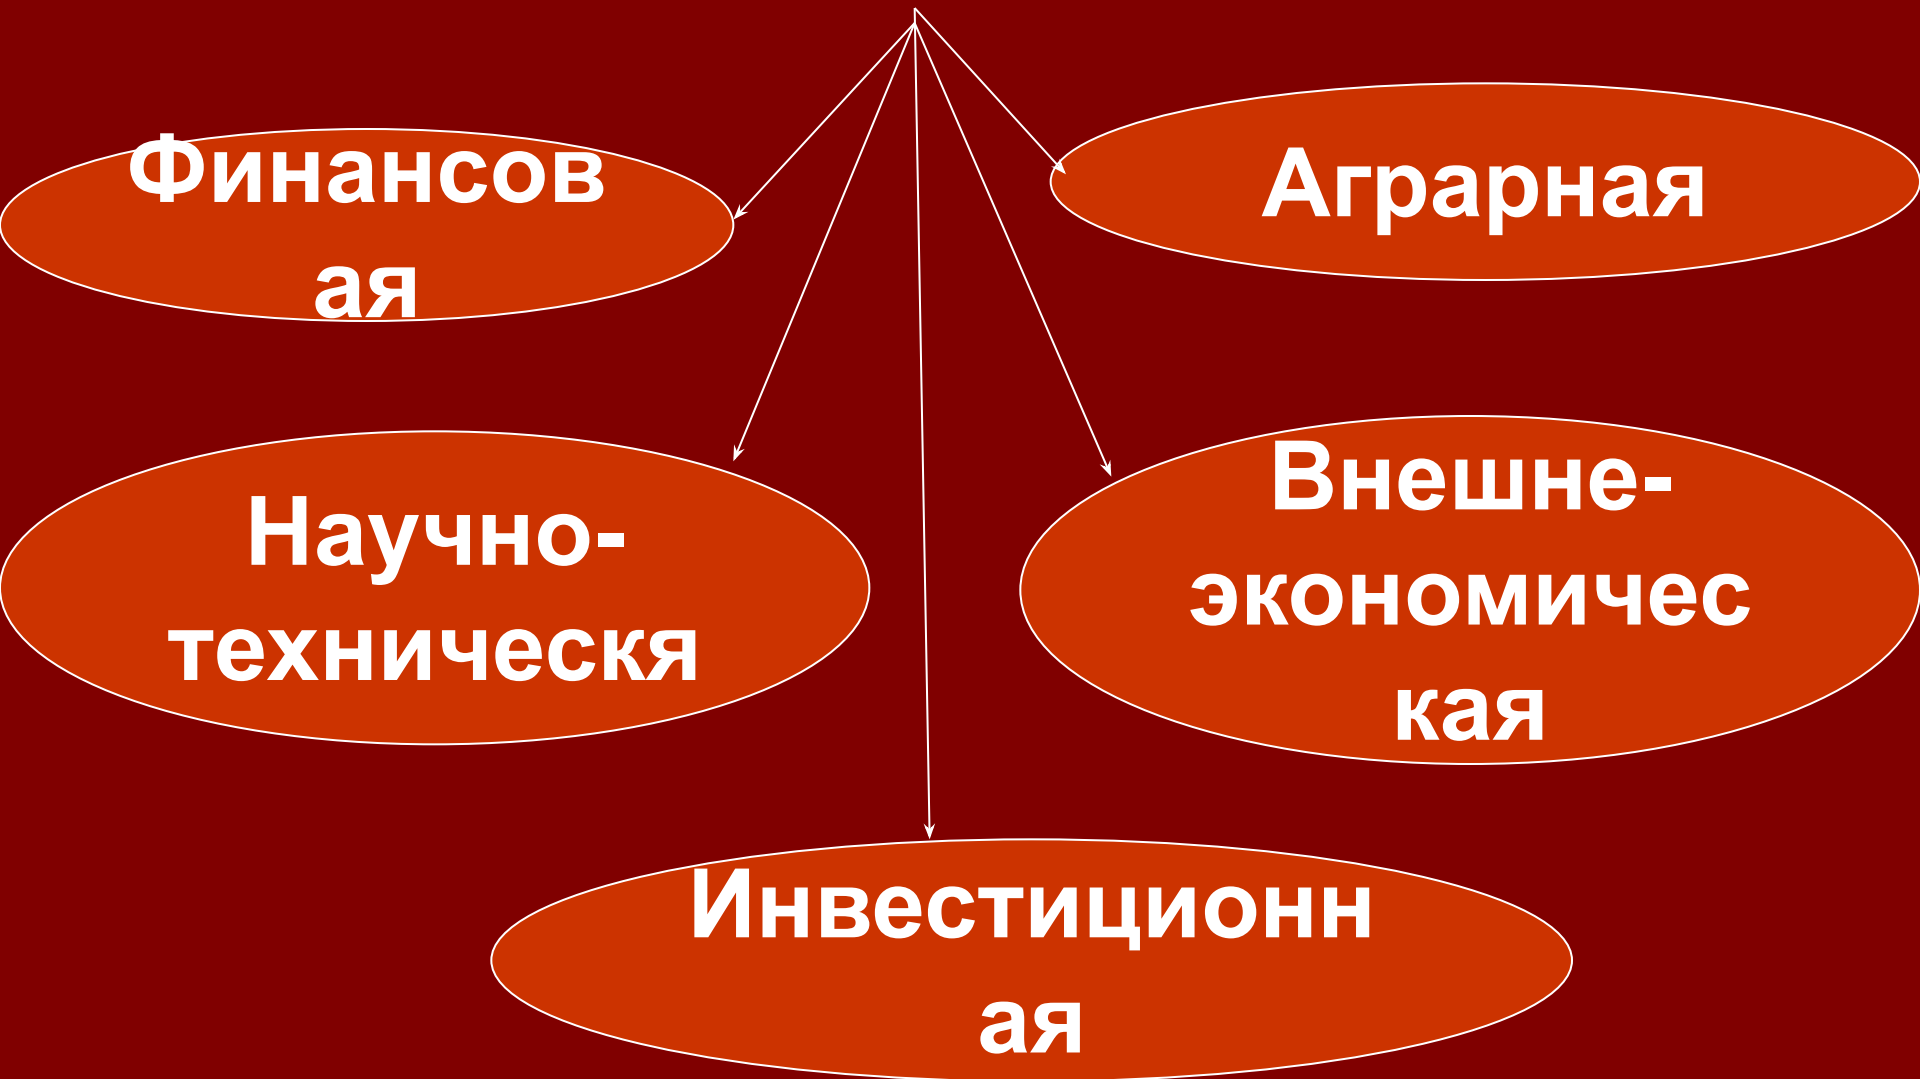 Финансов
ая
Аграрная
Научно-
техническя
Внешне-
экономичес
кая
Инвестиционн
ая